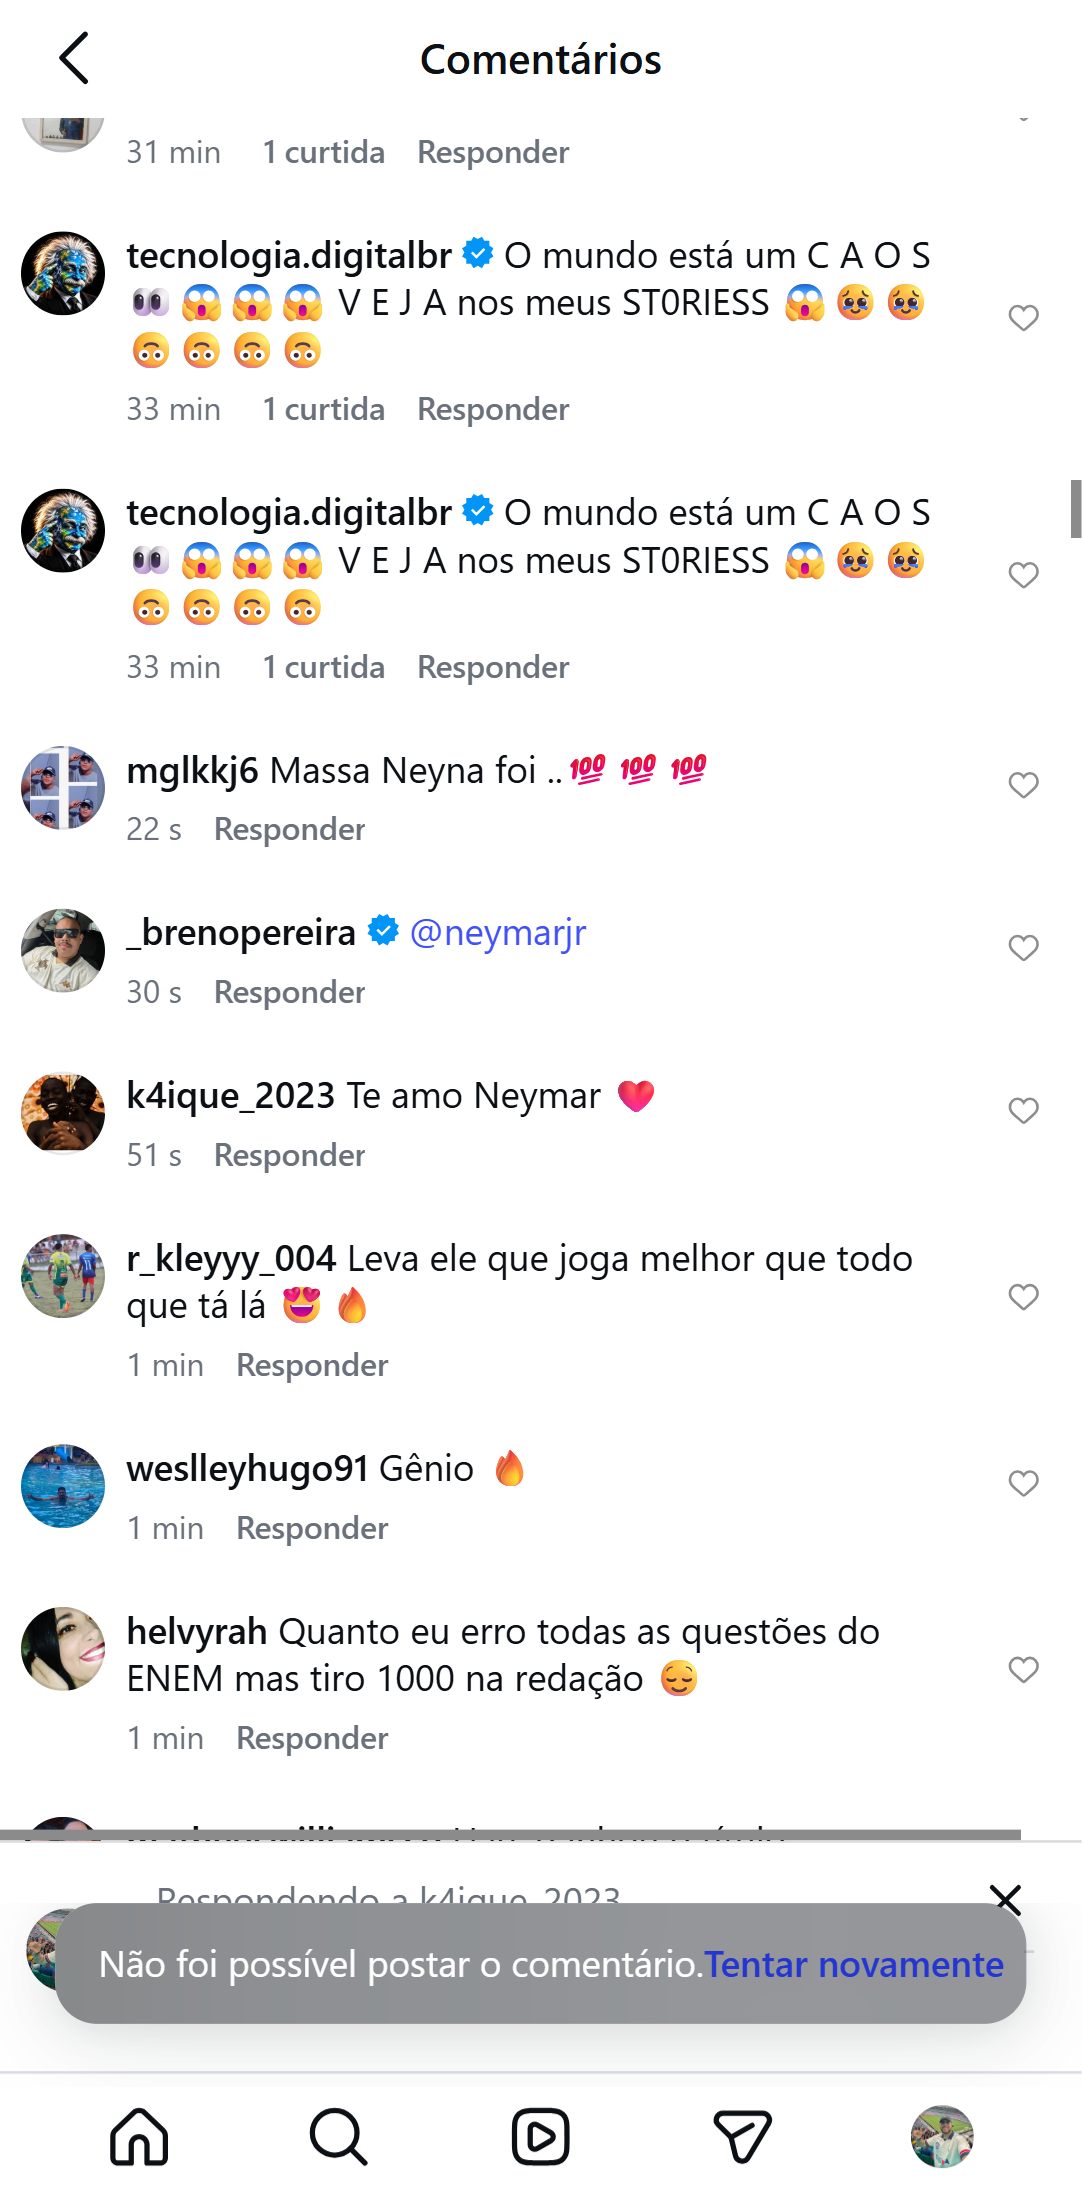 Comentários
31 min 1 curtida Responder
tecnologia.digitalbr O mundo está um C A O S
👀 😱 😱 😱 V E J A nos meus ST0RIESS 😱 🥹 🥹
🙃 🙃 🙃 🙃
33 min 1 curtida Responder
tecnologia.digitalbr O mundo está um C A O S
👀 😱 😱 😱 V E J A nos meus ST0RIESS 😱 🥹 🥹
🙃 🙃 🙃 🙃
33 min 1 curtida Responder
mglkkj6 Massa Neyna foi ..💯 💯 💯
22 s Responder
_brenopereira @neymarjr
30 s Responder
k4ique_2023 Te amo Neymar ❤️
51 s Responder
r_kleyyy_004 Leva ele que joga melhor que todo
que tá lá 😍 🔥
1 min Responder
weslleyhugo91 Gênio 🔥
1 min Responder
helvyrah Quanto eu erro todas as questões do
ENEM mas tiro 1000 na redação 😌
1 min Responder
Respondendo a k4ique_2023
Não foi possível postar o comentário.Tentar novamente